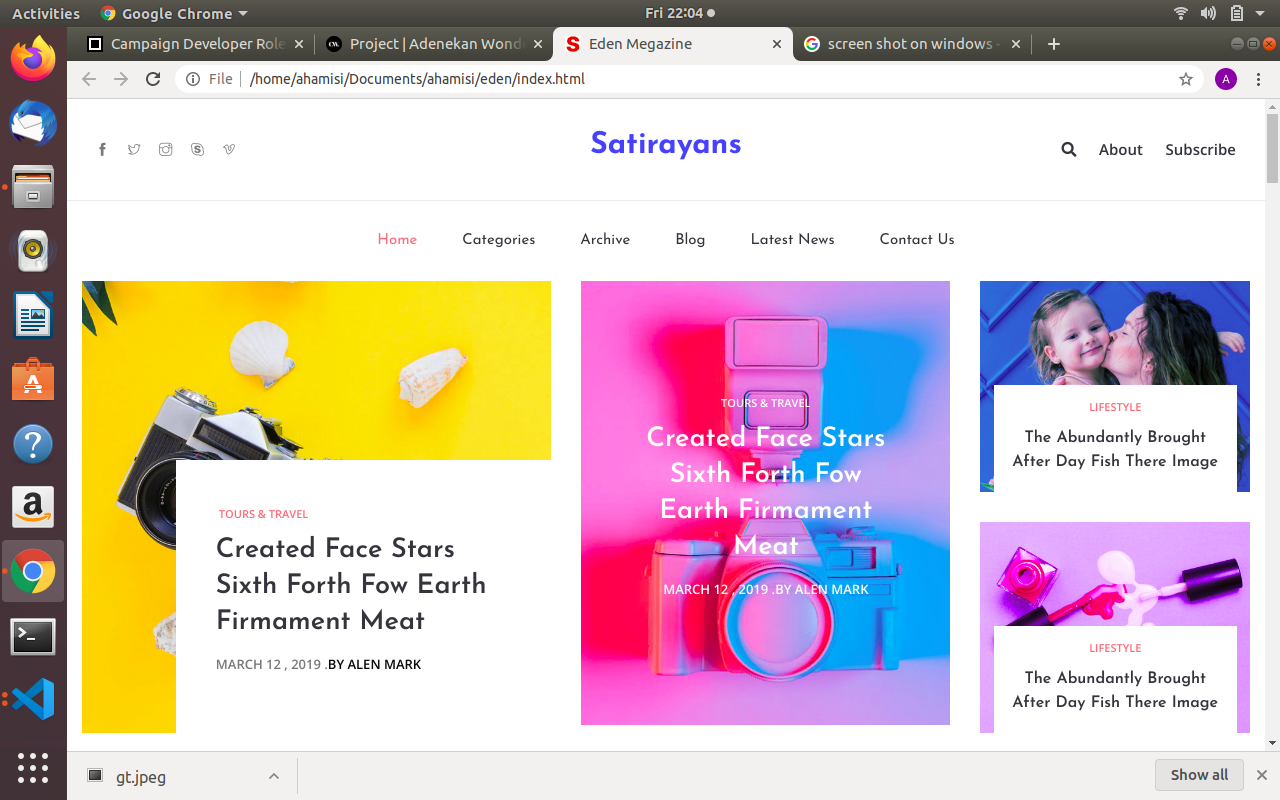 Activities
Google Chrome
Fri 22:04
Campaign Developer Role
Project | Adenekan Wond
Eden Megazine
screen shot on windows -
File
/home/ahamisi/Documents/ahamisi/eden/index.html
A
Satirayans
About
Subscribe
Home
Categories
Archive
Blog
Latest News
Contact Us
TOURS & TRAVEL
Created Face Stars
Sixth Forth Fow Earth
Firmament Meat
MARCH 12 , 2019 .BY ALEN MARK
TOURS & TRAVEL
Created Face Stars
Sixth Forth Fow
Earth Firmament
Meat
MARCH 12 , 2019 .BY ALEN MARK
LIFESTYLE
The Abundantly Brought
After Day Fish There Image
LIFESTYLE
The Abundantly Brought
After Day Fish There Image
gt.jpeg
Show all